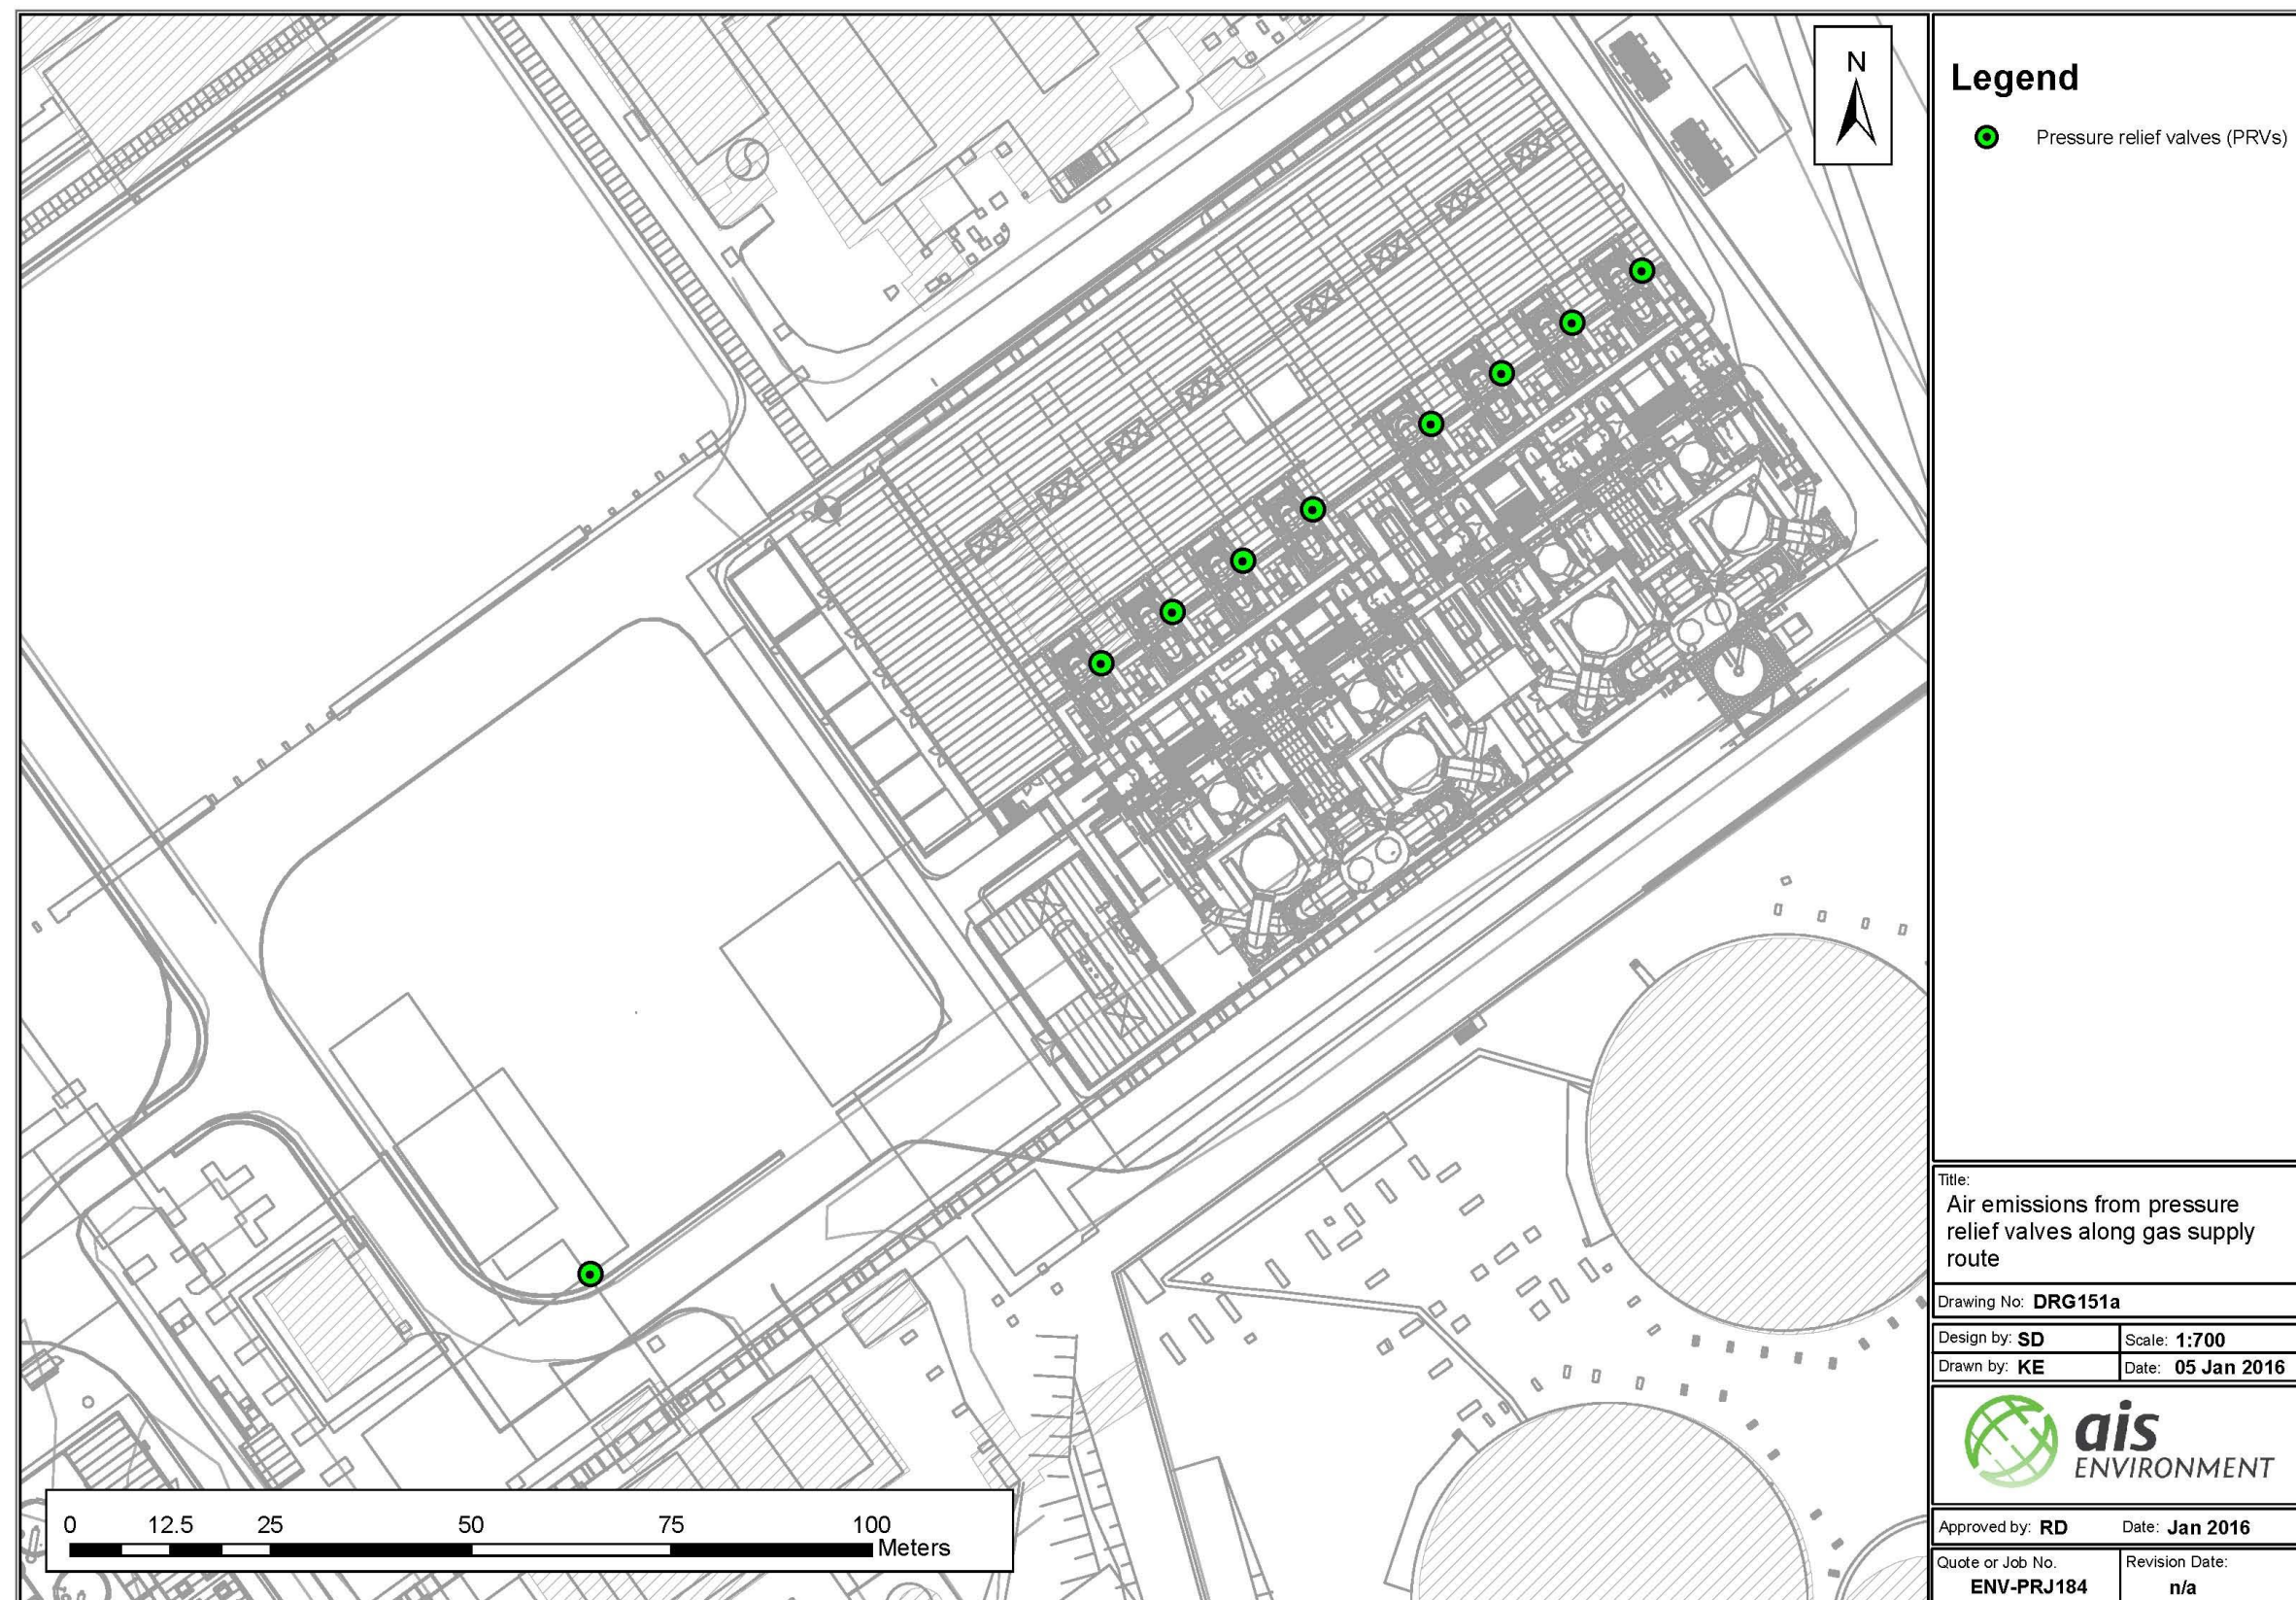 N
Legend
Pressure relief valves (PRVs)
0 12.5 25 50 75 100
Meters
Title:
Air emissions from pressure
relief valves along gas supply
route
Drawing No: DRG151a
Design by: SD
Scale: 1:700
Drawn by: KE
Date: 05 Jan 2016
ais
ENVIRONMENT
Approved by: RD
Date: Jan 2016
Quote or Job No.
ENV-PRJ184
Revision Date:
n/a